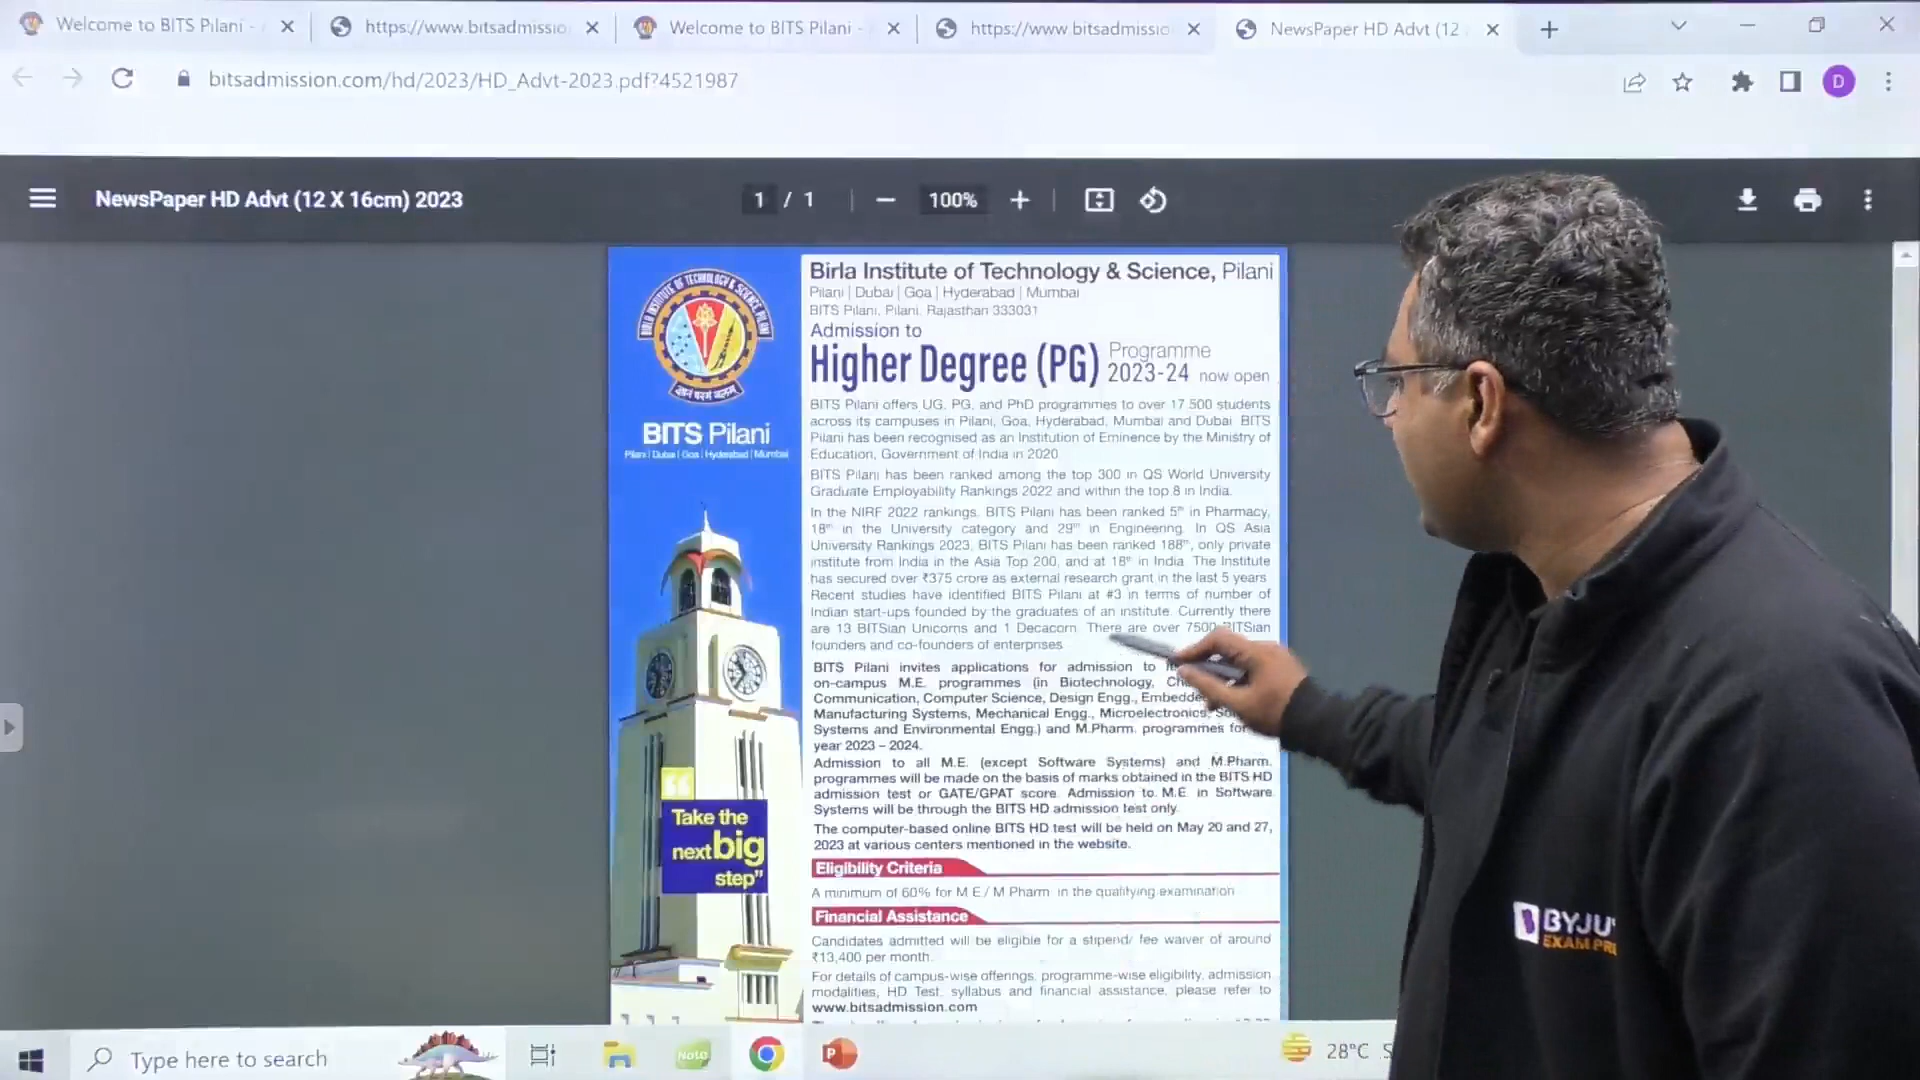 Welcome to BITS Pilani -
https://www.bitsadmissio
Welcome to BITS Pilani -
https://www.bitsadmissio
NewsPaper HD Advt (12
bitsadmission.com/hd/2023/HD_Advt-2023.pdf?4521987
D
NewsPaper HD Advt (12 X 16cm) 2023
1 / 1
100%
BIRLA INSTITUTE OF TECHNOLOGY & SCIENCE, PILANI
ज्ञानं परमं बलम्
BITS Pilani
Pilani | Dubai | Goa | Hyderabad | Mumbai
Take the
next big
step"
Birla Institute of Technology & Science, Pilani
Pilani | Dubai | Goa | Hyderabad | Mumbai
BITS Pilani, Pilani, Rajasthan 333031
Admission to
Higher Degree (PG) Programme
2023-24 now open
BITS Pilani offers UG, PG, and PhD programmes to over 17,500 students
across its campuses in Pilani, Goa, Hyderabad, Mumbai and Dubai. BITS
Pilani has been recognised as an Institution of Eminence by the Ministry of
Education, Government of India in 2020
BITS Pilani has been ranked among the top 300 in QS World University
Graduate Employability Rankings 2022 and within the top 8 in India.
In the NIRF 2022 rankings, BITS Pilani has been ranked 5th in Pharmacy,
18th in the University category and 29th in Engineering. In QS Asia
University Rankings 2023, BITS Pilani has been ranked 188th, only private
institute from India in the Asia Top 200, and at 18th in India. The Institute
has secured over ₹375 crore as external research grant in the last 5 years
Recent studies have identified BITS Pilani at #3 in terms of number of
Indian start-ups founded by the graduates of an institute. Currently there
are 13 BITSian Unicorns and 1 Decacorn. There are over 7500 BITSian
founders and co-founders of enterprises
BITS Pilani invites applications for admission to
on-campus M.E. programmes (in Biotechnology,
Communication, Computer Science, Design Engg.,
Manufacturing Systems, Mechanical Engg., Microelectronics,
Systems and Environmental Engg.) and M.Pharm. programmes for
year 2023 – 2024.
Admission to all M.E. (except Software Systems) and M.Pharm.
programmes will be made on the basis of marks obtained in the BITS HD
admission test or GATE/GPAT score. Admission to M.E. in Software
Systems will be through the BITS HD admission test only.
The computer-based online BITS HD test will be held on May 20 and 27,
2023 at various centers mentioned in the website.
Eligibility Criteria
A minimum of 60% for M.E./ M.Pharm. in the qualifying examination
Financial Assistance
Candidates admitted will be eligible for a stipend/ fee waiver of around
₹13,400 per month.
For details of campus-wise offerings, programme-wise eligibility, admission
modalities, HD Test, syllabus and financial assistance, please refer to
www.bitsadmission.com
BYJU'
EXAM PRE
Type here to search
Note
P
28°C